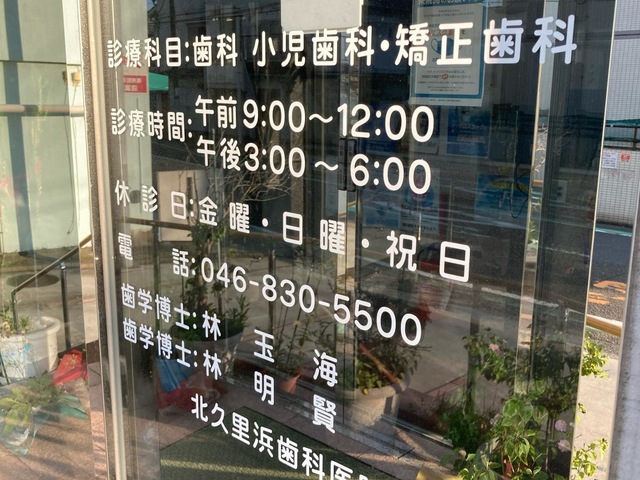 診療科目:歯科 小児歯科・矯正歯科
診療時間:午前9:00〜12:00
午後3:00〜6:00
休診日:金曜・日曜・祝日
電話:046-830-5500
歯学博士:林玉海
歯学博士:林明賢
北久里浜歯科医